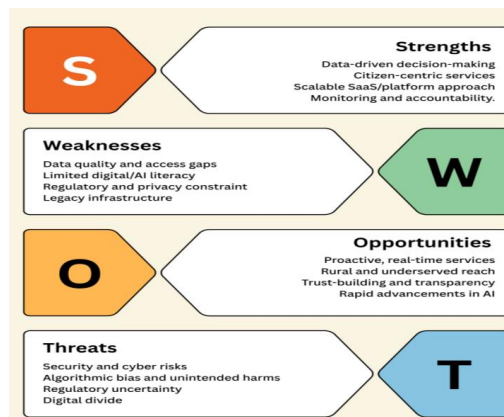 S
Strengths
Data-driven decision-making
Citizen-centric services
Scalable SaaS/platform approach
Monitoring and accountability.
Weaknesses
Data quality and access gaps
Limited digital/AI literacy
Regulatory and privacy constraint
Legacy infrastructure
W
O
Opportunities
Proactive, real-time services
Rural and underserved reach
Trust-building and transparency
Rapid advancements in AI
Threats
Security and cyber risks
Algorithmic bias and unintended harms
Regulatory uncertainty
Digital divide
T